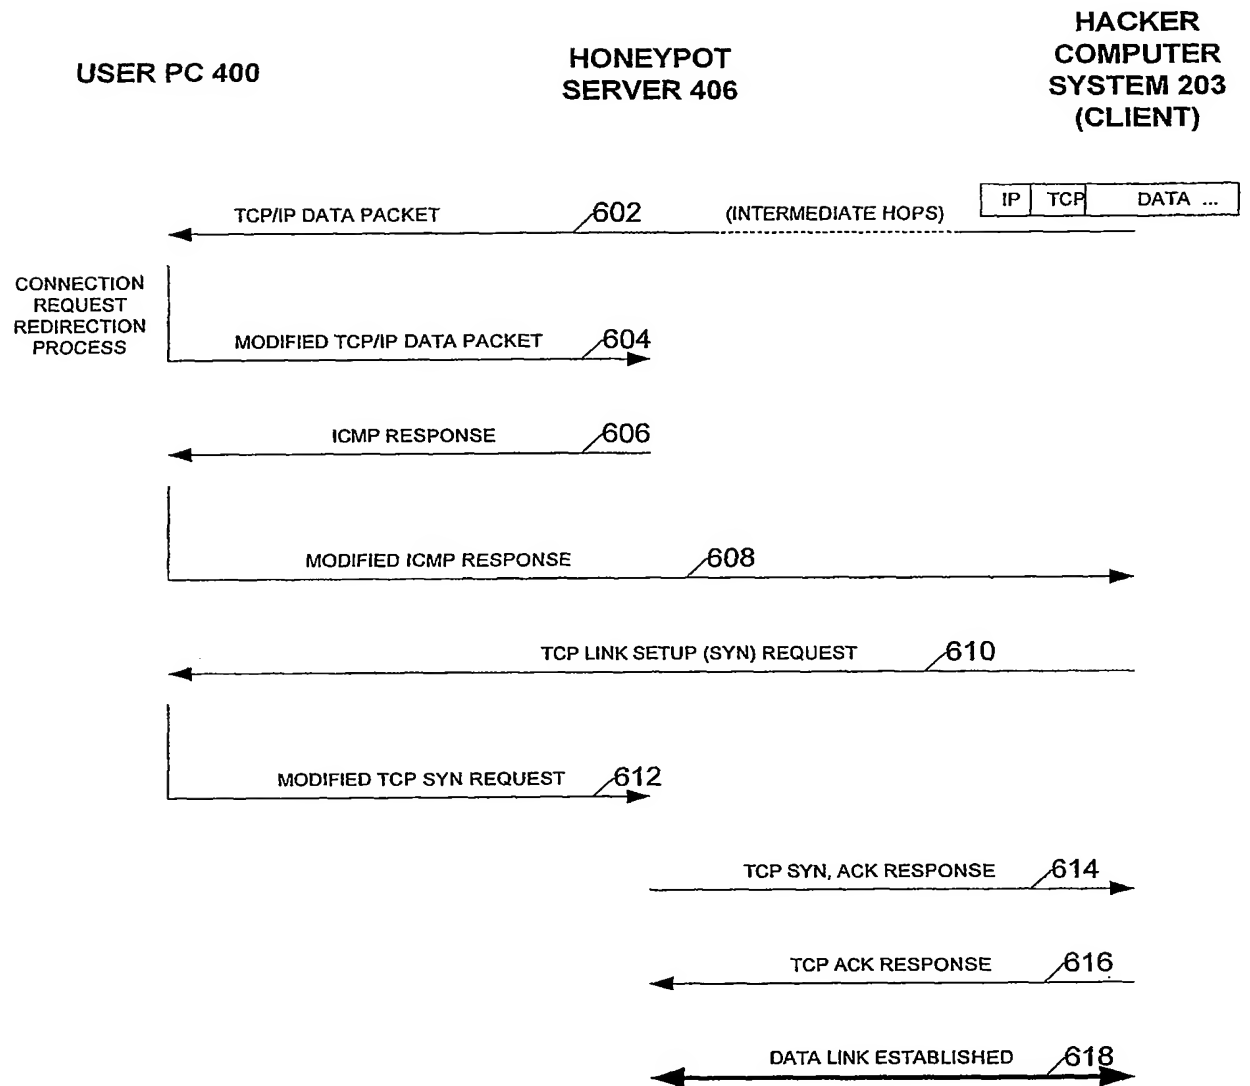 USER PC 400
HONEYPOT
SERVER 406
HACKER
COMPUTER
SYSTEM 203
(CLIENT)
IP TCP DATA ...
TCP/IP DATA PACKET 602 (INTERMEDIATE HOPS)
CONNECTION
REQUEST
REDIRECTION
PROCESS
MODIFIED TCP/IP DATA PACKET 604
ICMP RESPONSE 606
MODIFIED ICMP RESPONSE 608
TCP LINK SETUP (SYN) REQUEST 610
MODIFIED TCP SYN REQUEST 612
TCP SYN, ACK RESPONSE 614
TCP ACK RESPONSE 616
DATA LINK ESTABLISHED 618